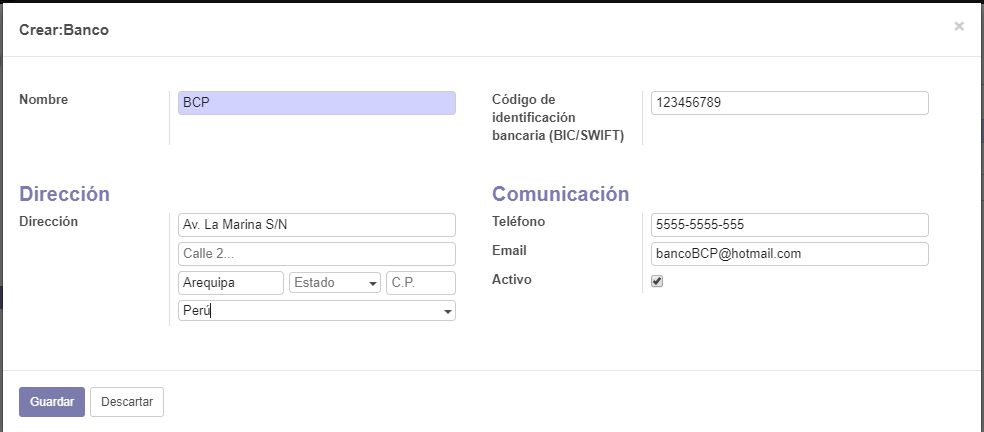 Crear:Banco
×
Nombre
BCP
Código de
identificación
bancaria (BIC/SWIFT)
123456789
Dirección
Dirección
Av. La Marina S/N
Calle 2...
Arequipa
Estado
C.P.
Perú
Comunicación
Teléfono
5555-5555-555
Email
bancoBCP@hotmail.com
Activo
Guardar
Descartar